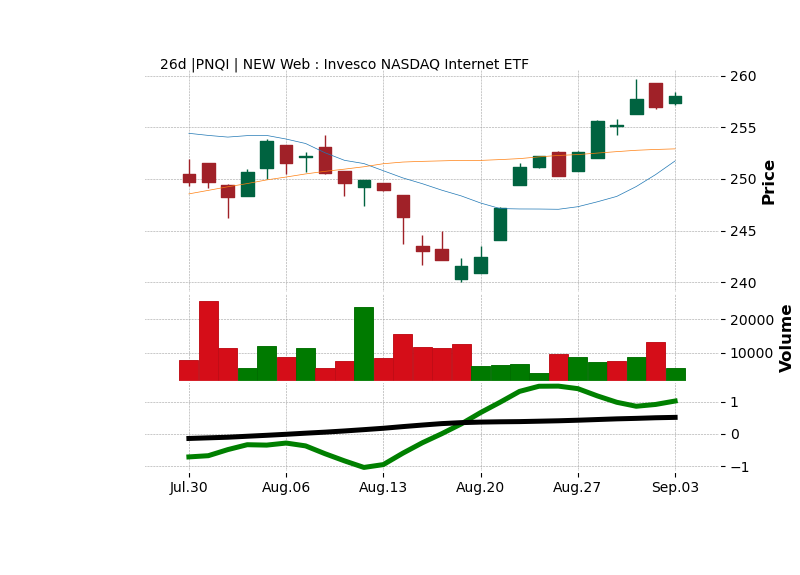 26d |PNQI | NEW Web : Invesco NASDAQ Internet ETF
260
255
250
245
240
Price
20000
10000
Volume
1
0
−1
Jul.30 Aug.06 Aug.13 Aug.20 Aug.27 Sep.03